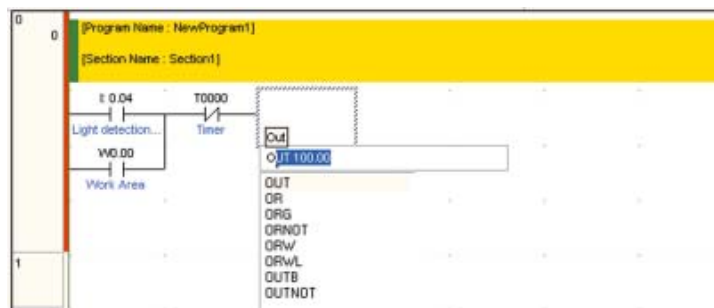 0
0
[Program Name : NewProgram1]
[Section Name : Section1]
I: 0.04
T0000
Light detection...
Timer
Out
OUT 100.00
W0.00
Work Area
OUT
OR
ORG
ORNOT
ORW
ORWL
OUTB
OUTNOT
1